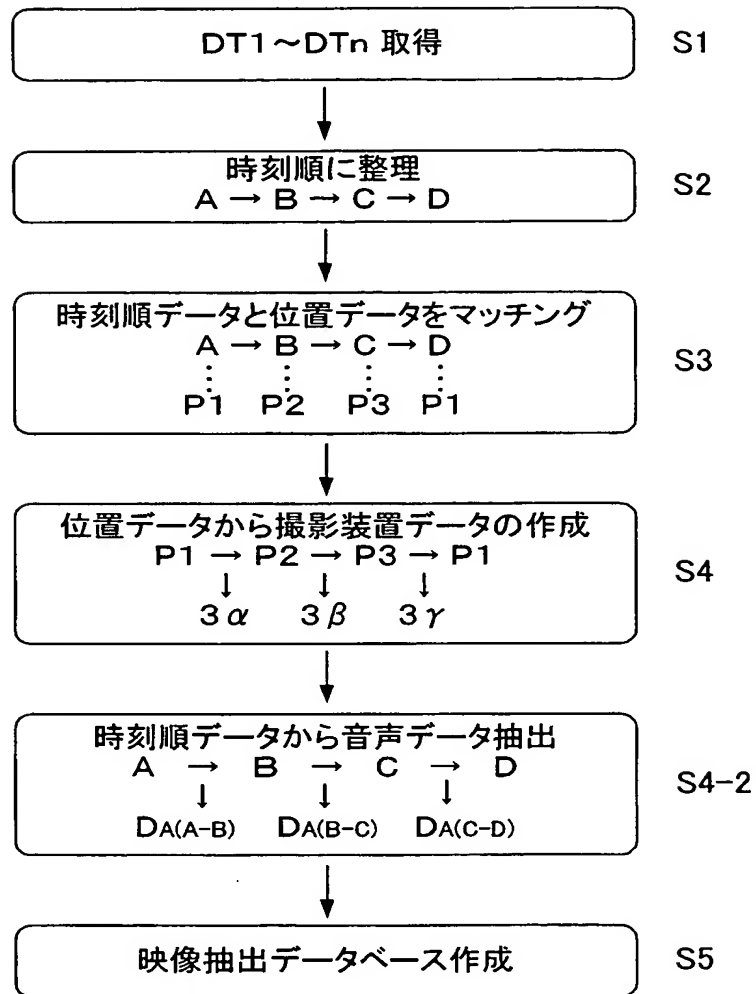 DT1～DTn 取得
S1
時刻順に整理
A → B → C → D
S2
時刻順データと位置データをマッチング
A → B → C → D
P1 P2 P3 P1
S3
位置データから撮影装置データの作成
P1 → P2 → P3 → P1
3α 3β 3γ
S4
時刻順データから音声データ抽出
A → B → C → D
DA(A-B) DA(B-C) DA(C-D)
S4-2
映像抽出データベース作成
S5